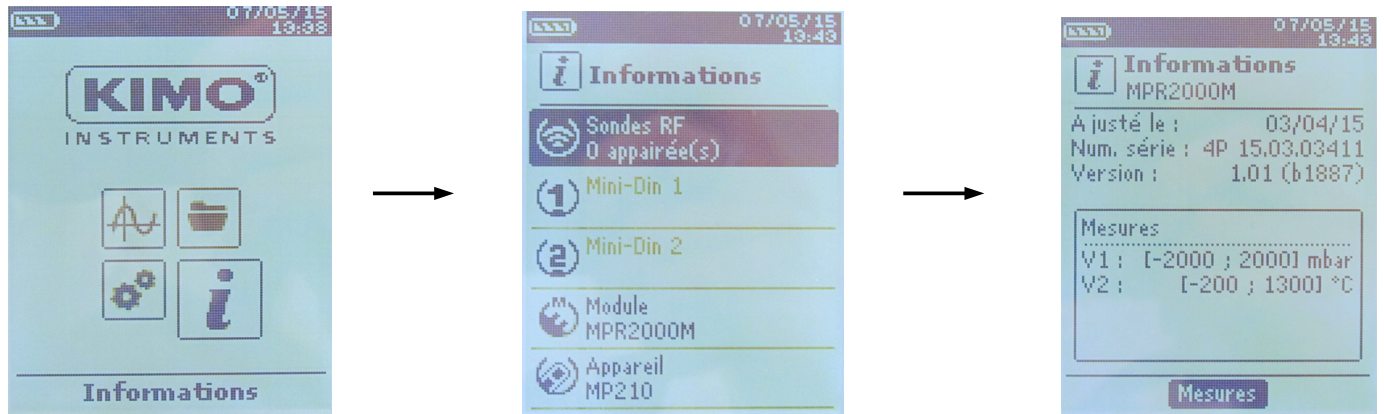 07/05/15
13:38
KIMO®
INSTRUMENTS
Informations
07/05/15
13:43
i Informations
Sondes RF
0 appairée(s)
(1) Mini-Din 1
(2) Mini-Din 2
M Module
MPR2000M
Appareil
MP210
07/05/15
13:43
i Informations
MPR2000M
Ajusté le : 03/04/15
Num. série : 4P 15.03.03411
Version : 1.01 (b1887)
Mesures
V1 : [-2000 ; 2000] mbar
V2 : [-200 ; 1300] °C
Mesures